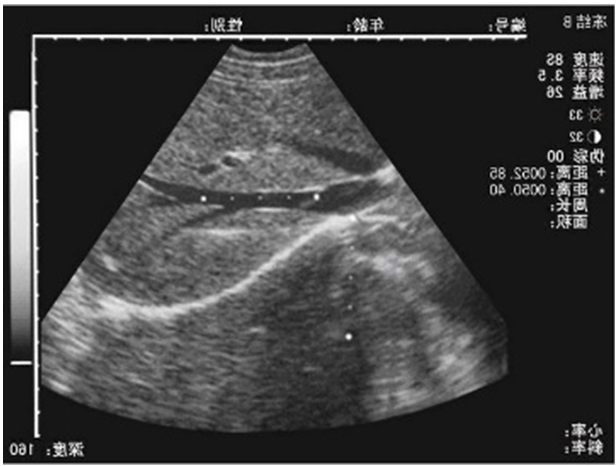 冻结 B
编号: 年龄: 性别:
速度
频率 3.5
增益 26
33
32
伪彩 00
+ 距离: 0052.85
* 距离: 0050.40
周长:
面积:
心率:
斜率:
深度: 160